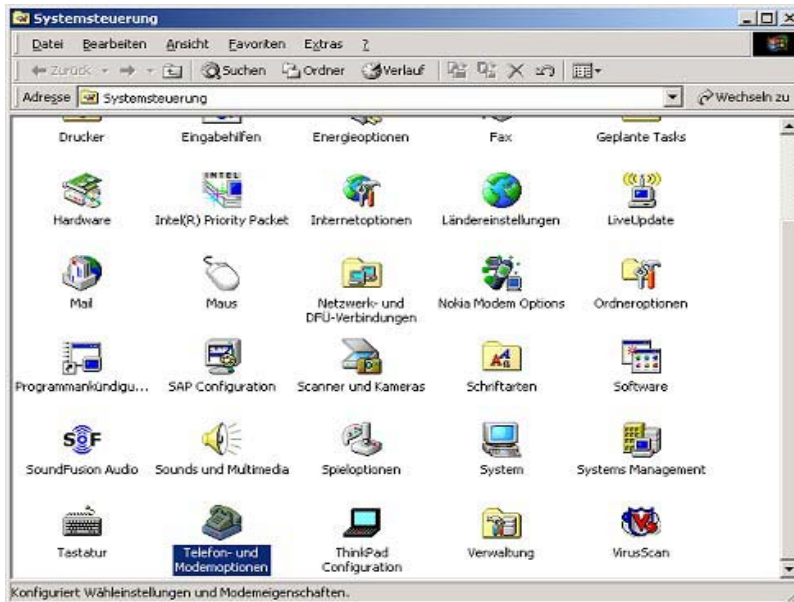 Systemsteuerung
Datei Bearbeiten Ansicht Favoriten Extras ?
Zurück Suchen Ordner Verlauf
Adresse Systemsteuerung Wechseln zu
Drucker Eingabehilfen Energieoptionen Fax Geplante Tasks
INTEL
Hardware Intel(R) Priority Packet Internetoptionen Ländereinstellungen LiveUpdate
Mail Maus Netzwerk- und Nokia Modem Options Ordneroptionen
DFÜ-Verbindungen
Programmankündigu... SAP Configuration Scanner und Kameras Schriftarten Software
SoundFusion Audio Sounds und Multimedia Spieloptionen System Systems Management
Tastatur Telefon- und ThinkPad Verwaltung VirusScan
Modemoptionen Configuration
Konfiguriert Wähleinstellungen und Modemeigenschaften.